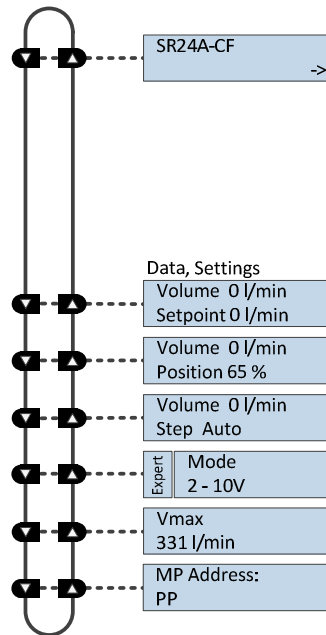 SR24A-CF
->
Data, Settings
Volume 0 l/min
Setpoint 0 l/min
Volume 0 l/min
Position 65 %
Volume 0 l/min
Step Auto
Expert
Mode
2 - 10V
Vmax
331 l/min
MP Address:
PP